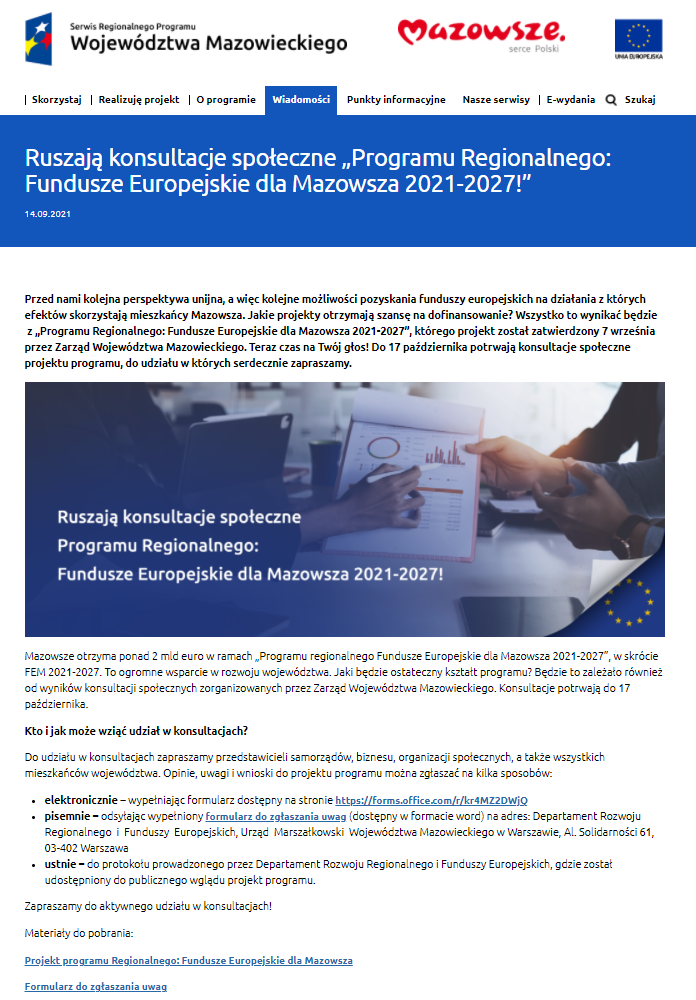 Serwis Regionalnego Programu
Województwa Mazowieckiego
Mazowsze.
serce Polski
UNIA EUROPEJSKA
| Skorzystaj | Realizuję projekt | O programie Wiadomości Punkty informacyjne Nasze serwisy | E-wydania Szukaj
Ruszają konsultacje społeczne „Programu Regionalnego:
Fundusze Europejskie dla Mazowsza 2021-2027!”
14.09.2021
Przed nami kolejna perspektywa unijna, a więc kolejne możliwości pozyskania funduszy europejskich na działania z których
efektów skorzystają mieszkańcy Mazowsza. Jakie projekty otrzymają szansę na dofinansowanie? Wszystko to wynikać będzie
z „Programu Regionalnego: Fundusze Europejskie dla Mazowsza 2021-2027”, którego projekt został zatwierdzony 7 września
przez Zarząd Województwa Mazowieckiego. Teraz czas na Twój głos! Do 17 października potrwają konsultacje społeczne
projektu programu, do udziału w których serdecznie zapraszamy.
Ruszają konsultacje społeczne
Programu Regionalnego:
Fundusze Europejskie dla Mazowsza 2021-2027!
Mazowsze otrzyma ponad 2 mld euro w ramach „Programu regionalnego Fundusze Europejskie dla Mazowsza 2021-2027”, w skrócie
FEM 2021-2027. To ogromne wsparcie w rozwoju województwa. Jaki będzie ostateczny kształt programu? Będzie to zależało również
od wyników konsultacji społecznych zorganizowanych przez Zarząd Województwa Mazowieckiego. Konsultacje potrwają do 17
października.
Kto i jak może wziąć udział w konsultacjach?
Do udziału w konsultacjach zapraszamy przedstawicieli samorządów, biznesu, organizacji społecznych, a także wszystkich
mieszkańców województwa. Opinie, uwagi i wnioski do projektu programu można zgłaszać na kilka sposobów:
• elektronicznie – wypełniając formularz dostępny na stronie https://forms.office.com/r/kr4MZ2DWjQ
• pisemnie – odsyłając wypełniony formularz do zgłaszania uwag (dostępny w formacie word) na adres: Departament Rozwoju
Regionalnego i Funduszy Europejskich, Urząd Marszałkowski Województwa Mazowieckiego w Warszawie, Al. Solidarności 61,
03-402 Warszawa
• ustnie – do protokołu prowadzonego przez Departament Rozwoju Regionalnego i Funduszy Europejskich, gdzie został
udostępniony do publicznego wglądu projekt programu.
Zapraszamy do aktywnego udziału w konsultacjach!
Materiały do pobrania:
Projekt programu Regionalnego: Fundusze Europejskie dla Mazowsza
Formularz do zgłaszania uwag